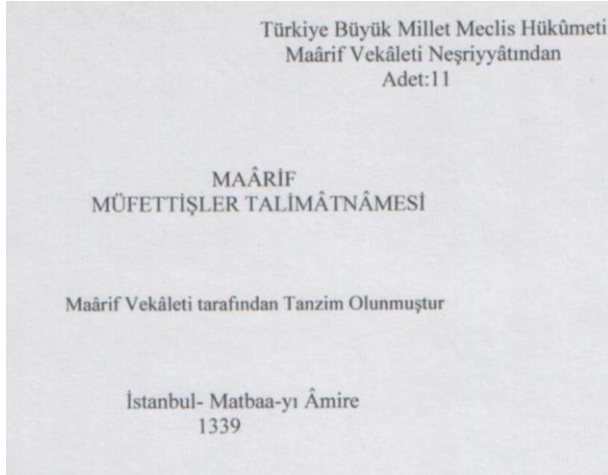 Türkiye Büyük Millet Meclis Hükûmeti
Maârif Vekâleti Neşriyyâtından
Adet:11
MAÂRİF
MÜFETTİŞLER TALİMÂTNÂMESİ
Maârif Vekâleti tarafından Tanzim Olunmuştur
İstanbul- Matbaa-yı Âmire
1339